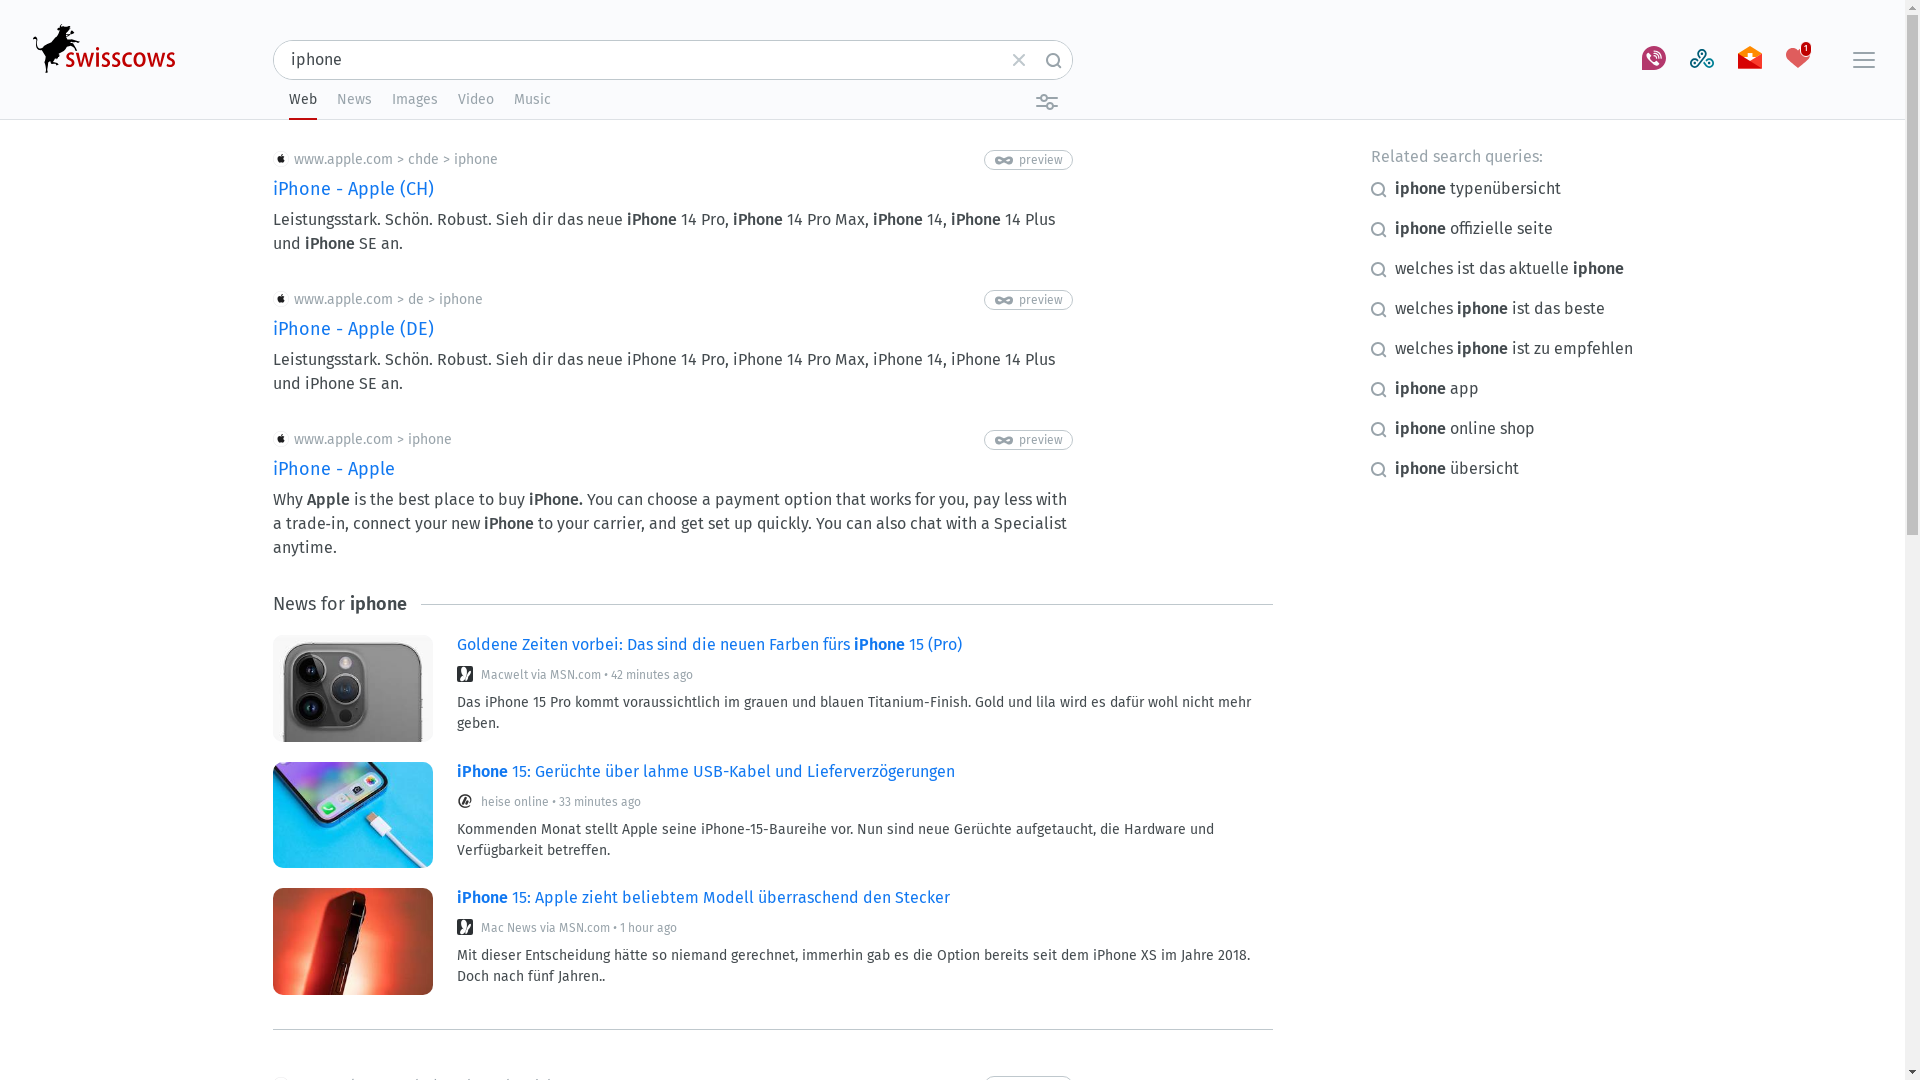 swisscows
iphone
1
Web News Images Video Music
www.apple.com > chde > iphone
preview
iPhone - Apple (CH)
Leistungsstark. Schön. Robust. Sieh dir das neue iPhone 14 Pro, iPhone 14 Pro Max, iPhone 14, iPhone 14 Plus
und iPhone SE an.
www.apple.com > de > iphone
preview
iPhone - Apple (DE)
Leistungsstark. Schön. Robust. Sieh dir das neue iPhone 14 Pro, iPhone 14 Pro Max, iPhone 14, iPhone 14 Plus
und iPhone SE an.
www.apple.com > iphone
preview
iPhone - Apple
Why Apple is the best place to buy iPhone. You can choose a payment option that works for you, pay less with
a trade-in, connect your new iPhone to your carrier, and get set up quickly. You can also chat with a Specialist
anytime.
News for iphone
Goldene Zeiten vorbei: Das sind die neuen Farben fürs iPhone 15 (Pro)
Macwelt via MSN.com • 42 minutes ago
Das iPhone 15 Pro kommt voraussichtlich im grauen und blauen Titanium-Finish. Gold und lila wird es dafür wohl nicht mehr
geben.
iPhone 15: Gerüchte über lahme USB-Kabel und Lieferverzögerungen
heise online • 33 minutes ago
Kommenden Monat stellt Apple seine iPhone-15-Baureihe vor. Nun sind neue Gerüchte aufgetaucht, die Hardware und
Verfügbarkeit betreffen.
iPhone 15: Apple zieht beliebtem Modell überraschend den Stecker
Mac News via MSN.com • 1 hour ago
Mit dieser Entscheidung hätte so niemand gerechnet, immerhin gab es die Option bereits seit dem iPhone XS im Jahre 2018.
Doch nach fünf Jahren..
Related search queries:
iphone typenübersicht
iphone offizielle seite
welches ist das aktuelle iphone
welches iphone ist das beste
welches iphone ist zu empfehlen
iphone app
iphone online shop
iphone übersicht